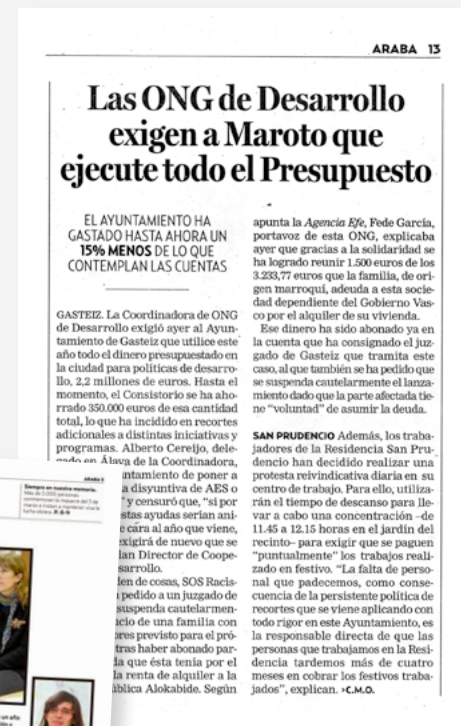 ARABA 13
Las ONG de Desarrollo
exigen a Maroto que
ejecute todo el Presupuesto
EL AYUNTAMIENTO HA
GASTADO HASTA AHORA UN
15% MENOS DE LO QUE
CONTEMPLAN LAS CUENTAS
GASTEIZ. La Coordinadora de ONG
de Desarrollo exigió ayer al Ayun-
tamiento de Gasteiz que utilice este
año todo el dinero presupuestado en
la ciudad para políticas de desarro-
llo, 2,2 millones de euros. Hasta el
momento, el Consistorio se ha aho-
rrado 350.000 euros de esa cantidad
total, lo que ha incidido en recortes
adicionales a distintas iniciativas y
programas. Alberto Cereijo, dele-
gado en Álava de la Coordinadora,
ntamiento de poner a
a disyuntiva de AES o
" y censuró que, "si por
stas ayudas serían ani-
e cara al año que viene,
exigirá de nuevo que se
lan Director de Coope-
sarrollo.
en de cosas, SOS Racis-
pedido a un juzgado de
suspenda cautelarmen-
cio de una familia con
res previsto para el pró-
tras haber abonado par-
la que ésta tenía por el
la renta de alquiler a la
ública Alokabide. Según
apunta la Agencia Efe, Fede García,
portavoz de esta ONG, explicaba
ayer que gracias a la solidaridad se
ha logrado reunir 1.500 euros de los
3.233,77 euros que la familia, de ori-
gen marroquí, adeuda a esta socie-
dad dependiente del Gobierno Vas-
co por el alquiler de su vivienda.
Ese dinero ha sido abonado ya en
la cuenta que ha consignado el juz-
gado de Gasteiz que tramita este
caso, al que también se ha pedido que
se suspenda cautelarmente el lanza-
miento dado que la parte afectada tie-
ne "voluntad" de asumir la deuda.
SAN PRUDENCIO Además, los traba-
jadores de la Residencia San Pru-
dencio han decidido realizar una
protesta reivindicativa diaria en su
centro de trabajo. Para ello, utiliza-
rán el tiempo de descanso para lle-
var a cabo una concentración –de
11.45 a 12.15 horas en el jardín del
recinto– para exigir que se paguen
"puntualmente" los trabajos reali-
zado en festivo. "La falta de perso-
nal que padecemos, como conse-
cuencia de la persistente política de
recortes que se viene aplicando con
todo rigor en este Ayuntamiento, es
la responsable directa de que las
personas que trabajamos en la Resi-
dencia tardemos más de cuatro
meses en cobrar los festivos traba-
jados", explican. >C.M.O.
ARABA
Siempre en nuestra memoria.